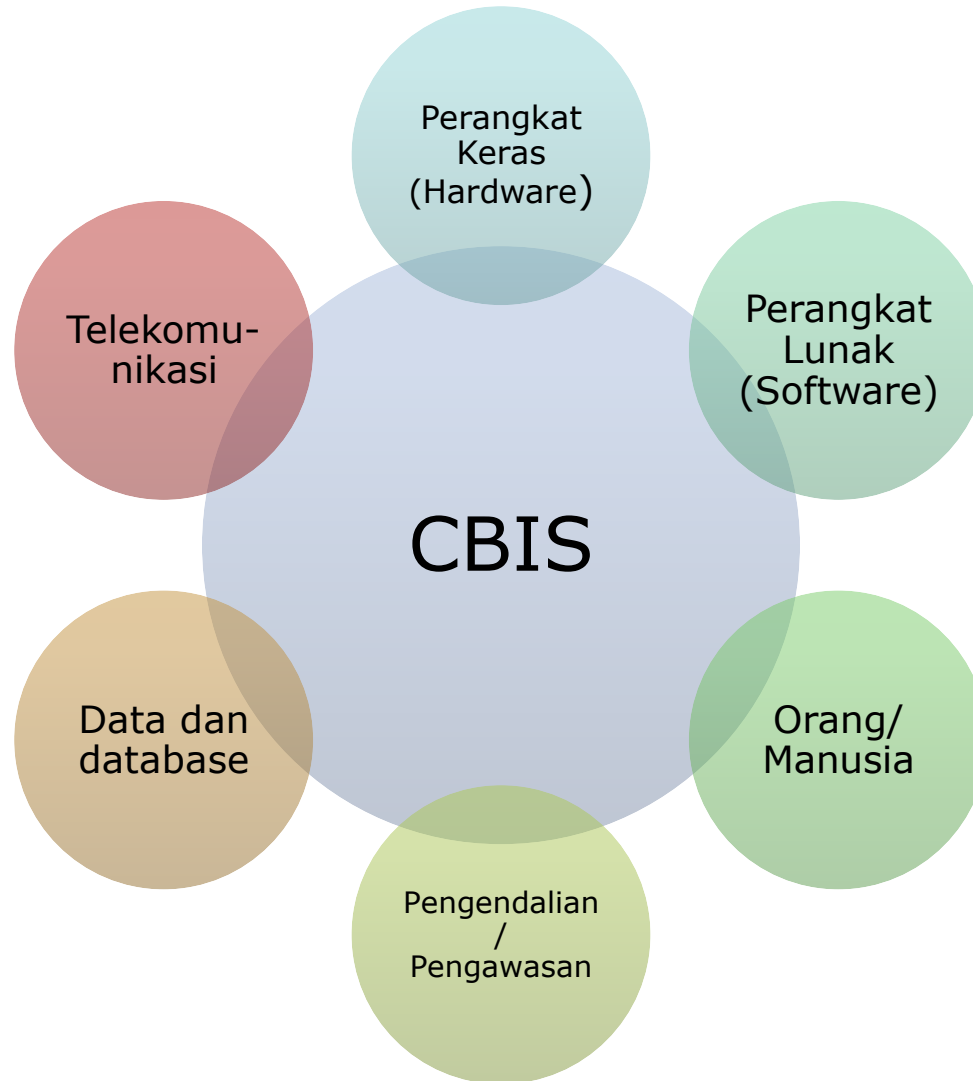 Perangkat
Keras
(Hardware)
Perangkat
Lunak
(Software)
Orang/
Manusia
Pengendalian
/
Pengawasan
Data dan
database
Telekomu-
nikasi
CBIS